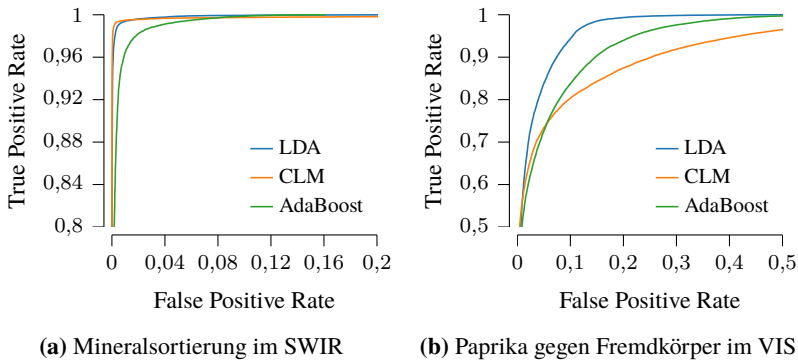 True Positive Rate
1
0,96
0,92
0,88
0,84
0,8
LDA
CLM
AdaBoost
0 0,04 0,08 0,12 0,16 0,2
False Positive Rate
(a) Mineralsortierung im SWIR
True Positive Rate
1
0,9
0,8
0,7
0,6
0,5
LDA
CLM
AdaBoost
0 0,1 0,2 0,3 0,4 0,5
False Positive Rate
(b) Paprika gegen Fremdkörper im VIS